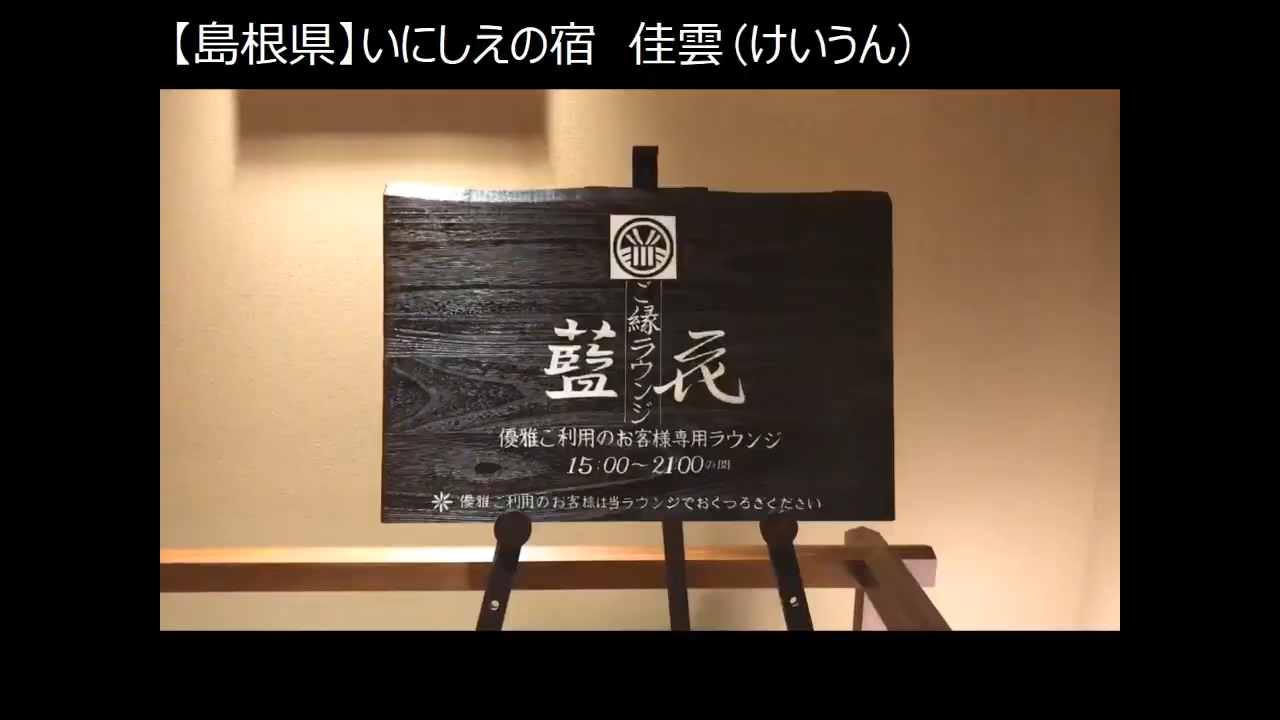 【島根県】いにしえの宿　佳雲（けいうん）
ご縁ラウンジ
藍花
優雅ご利用のお客様専用ラウンジ
15:00～21:00の間
＊優雅ご利用のお客様は当ラウンジでおくつろぎください